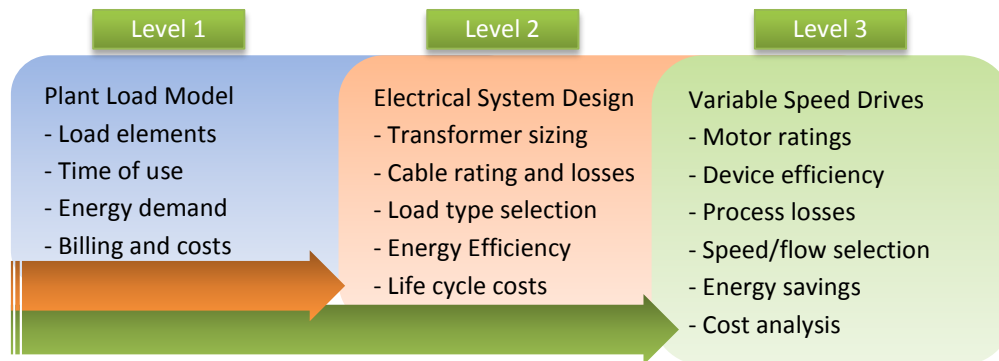 Level 1
Level 2
Level 3
Plant Load Model
- Load elements
- Time of use
- Energy demand
- Billing and costs
Electrical System Design
- Transformer sizing
- Cable rating and losses
- Load type selection
- Energy Efficiency
- Life cycle costs
Variable Speed Drives
- Motor ratings
- Device efficiency
- Process losses
- Speed/flow selection
- Energy savings
- Cost analysis